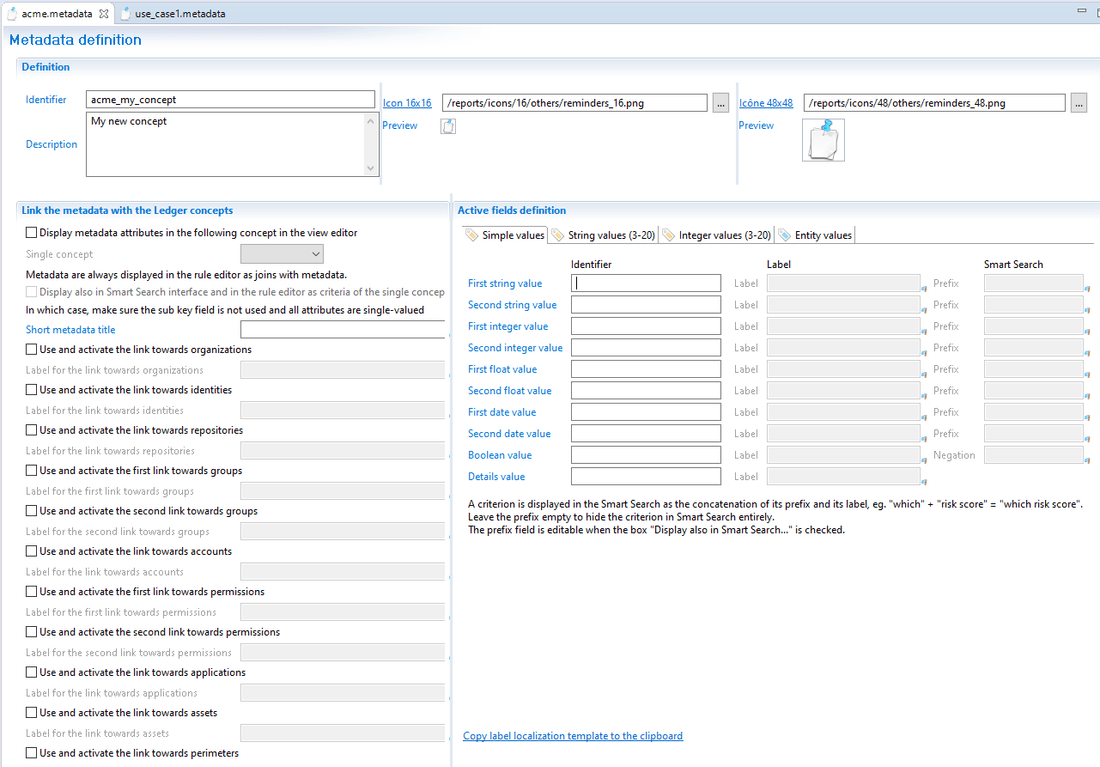 acme.metadata
use_case1.metadata
Metadata definition
Definition
Identifier
acme_my_concept
Description
My new concept
Icon 16x16
/reports/icons/16/others/reminders_16.png
...
Preview
Icône 48x48
/reports/icons/48/others/reminders_48.png
...
Preview
Link the metadata with the Ledger concepts
Display metadata attributes in the following concept in the view editor
Single concept
Metadata are always displayed in the rule editor as joins with metadata.
Display also in Smart Search interface and in the rule editor as criteria of the single concep
In which case, make sure the sub key field is not used and all attributes are single-valued
Short metadata title
Use and activate the link towards organizations
Label for the link towards organizations
Use and activate the link towards identities
Label for the link towards identities
Use and activate the link towards repositories
Label for the link towards repositories
Use and activate the first link towards groups
Label for the first link towards groups
Use and activate the second link towards groups
Label for the second link towards groups
Use and activate the link towards accounts
Label for the link towards accounts
Use and activate the first link towards permissions
Label for the first link towards permissions
Use and activate the second link towards permissions
Label for the second link towards permissions
Use and activate the link towards applications
Label for the link towards applications
Use and activate the link towards assets
Label for the link towards assets
Use and activate the link towards perimeters
Active fields definition
Simple values
String values (3-20)
Integer values (3-20)
Entity values
Identifier Label Smart Search
First string value Label Prefix
Second string value Label Prefix
First integer value Label Prefix
Second integer value Label Prefix
First float value Label Prefix
Second float value Label Prefix
First date value Label Prefix
Second date value Label Prefix
Boolean value Label Negation
Details value Label
A criterion is displayed in the Smart Search as the concatenation of its prefix and its label, eg. "which" + "risk score" = "which risk score".
Leave the prefix empty to hide the criterion in Smart Search entirely.
The prefix field is editable when the box "Display also in Smart Search..." is checked.
Copy label localization template to the clipboard